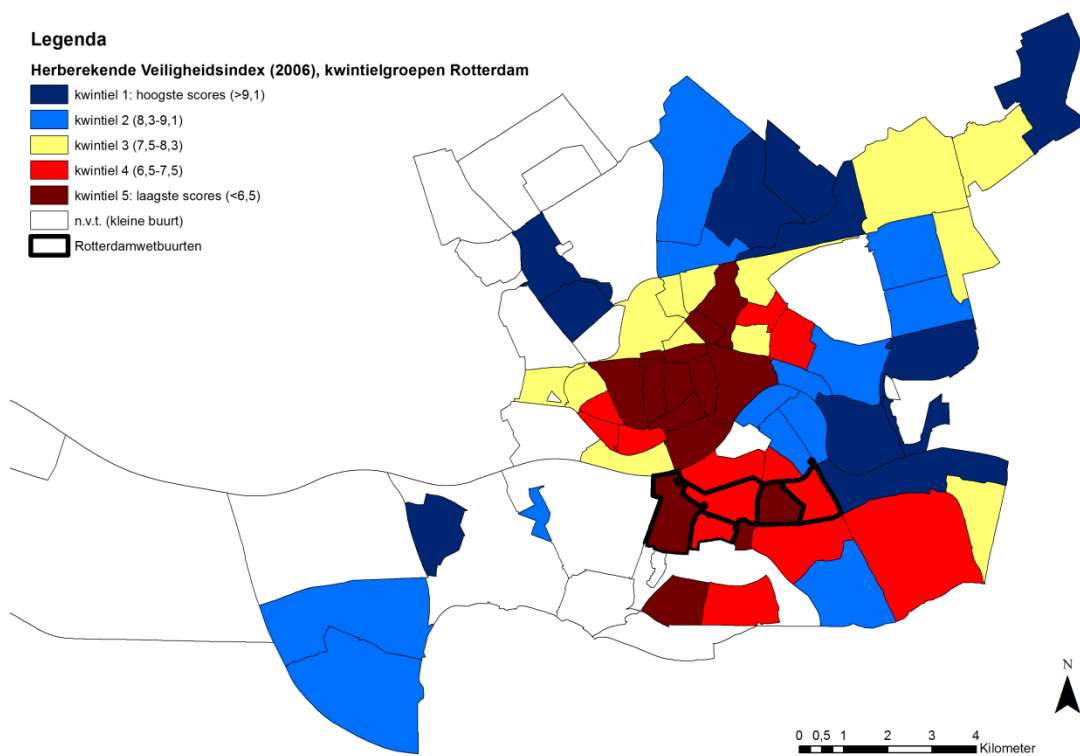 Legenda
Herberekende Veiligheidsindex (2006), kwintielgroepen Rotterdam
kwintiel 1: hoogste scores (>9,1)
kwintiel 2 (8,3-9,1)
kwintiel 3 (7,5-8,3)
kwintiel 4 (6,5-7,5)
kwintiel 5: laagste scores (<6,5)
n.v.t. (kleine buurt)
Rotterdamwetbuurten
N
0 0,5 1 2 3 4
Kilometer